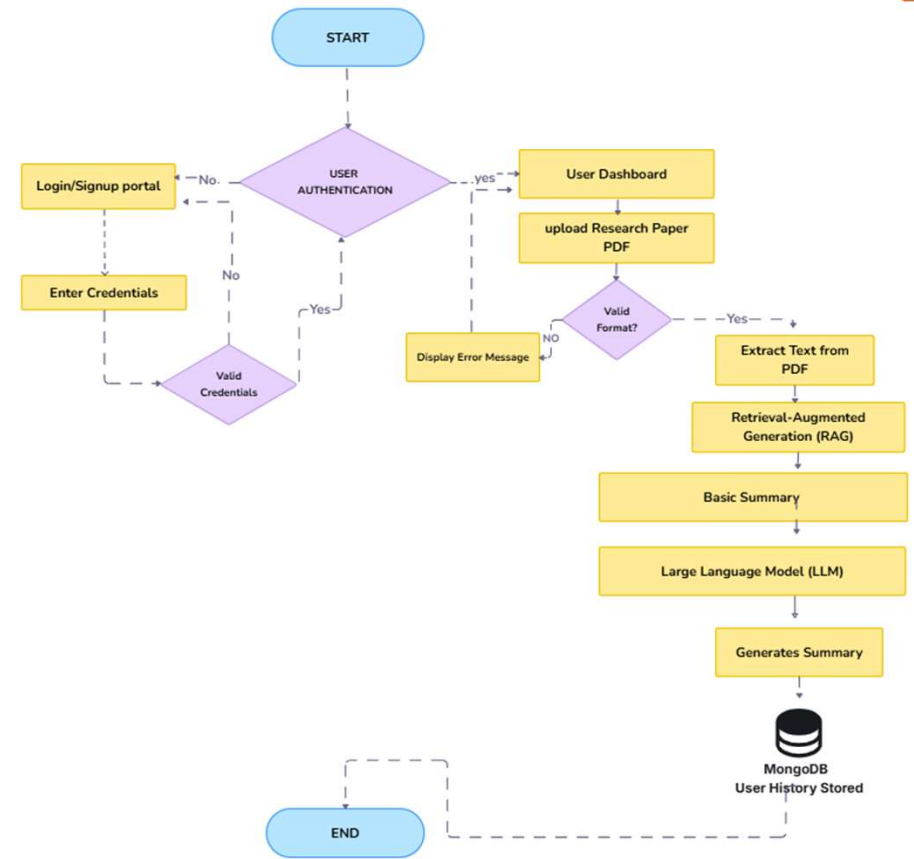 START
USER
AUTHENTICATION
No
yes
Login/Signup portal
User Dashboard
upload Research Paper
PDF
No
Enter Credentials
Yes
Valid
Format?
Yes
NO
Display Error Message
Extract Text from
PDF
Valid
Credentials
Retrieval-Augmented
Generation (RAG)
Basic Summary
Large Language Model (LLM)
Generates Summary
MongoDB
User History Stored
END